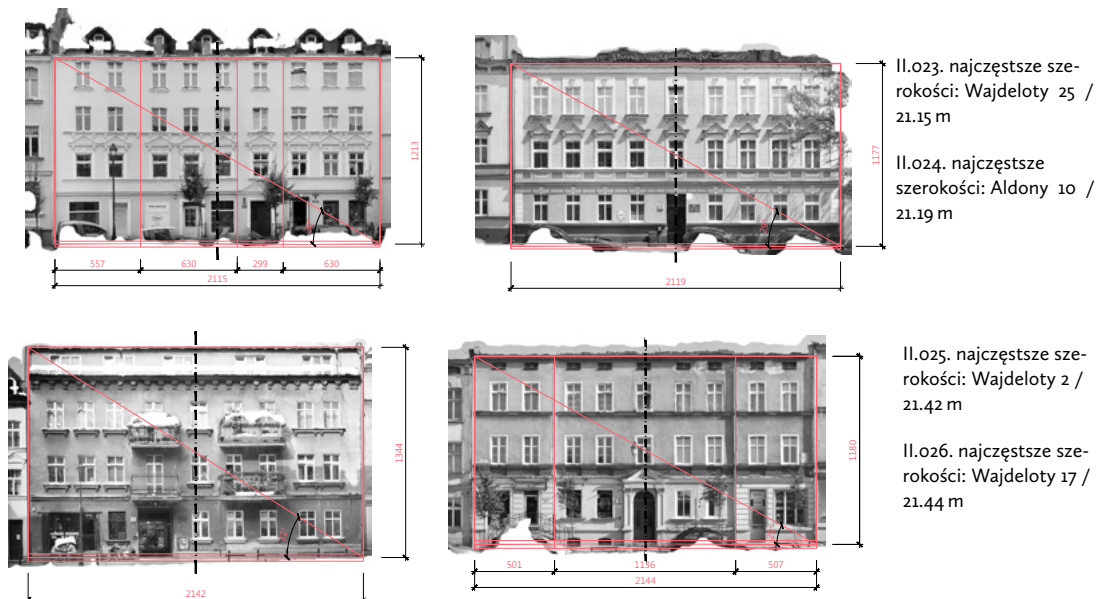 1213
557 630 299 630
2115
1177
2119
II.023. najczęstsze sze-
rokości: Wajdeloty 25 /
21.15 m
II.024. najczęstsze
szerokości: Aldony 10 /
21.19 m
1344
2142
1180
501 1136 507
2144
II.025. najczęstsze sze-
rokości: Wajdeloty 2 /
21.42 m
II.026. najczęstsze sze-
rokości: Wajdeloty 17 /
21.44 m